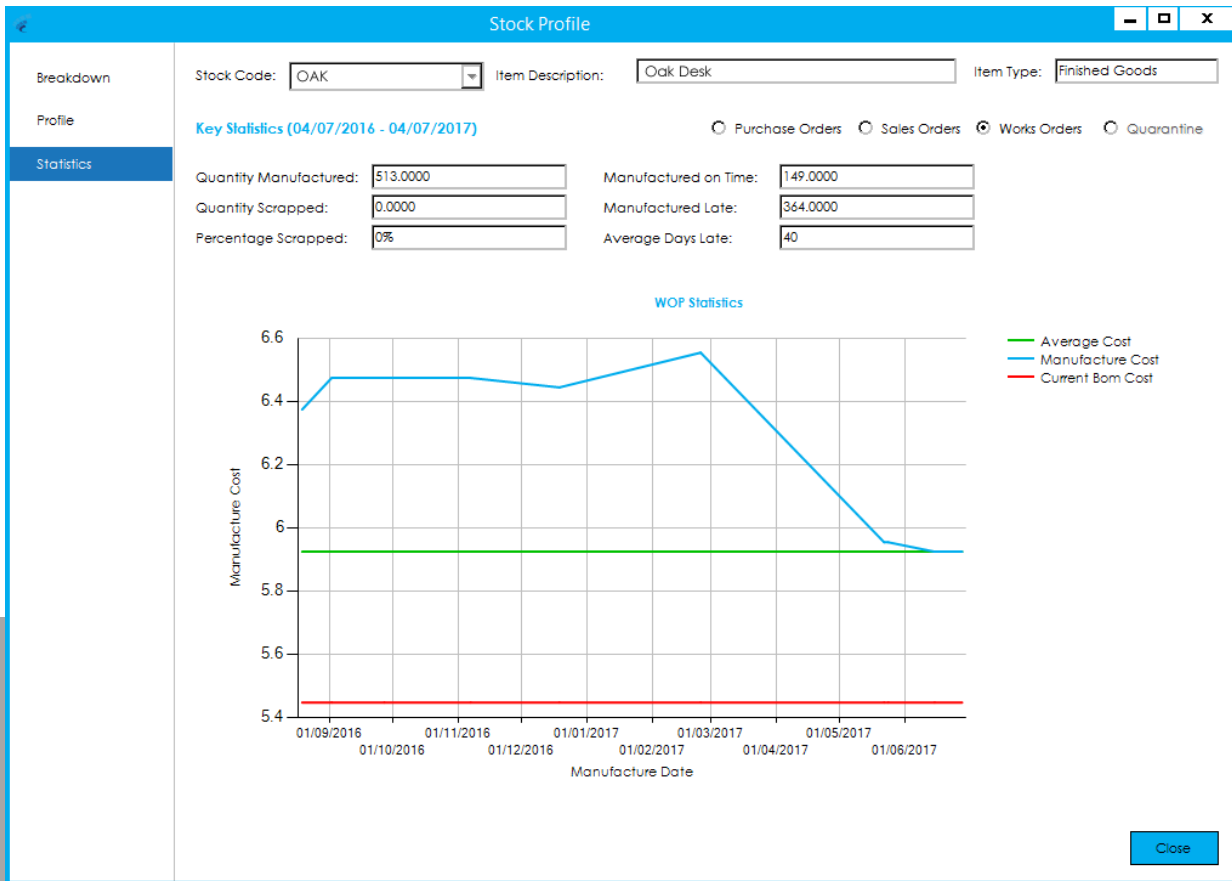 Stock Profile
Breakdown
Profile
Statistics
Stock Code: OAK Item Description: Oak Desk Item Type: Finished Goods
Key Statistics (04/07/2016 - 04/07/2017) Purchase Orders Sales Orders Works Orders Quarantine
Quantity Manufactured: 513.0000 Manufactured on Time: 149.0000
Quantity Scrapped: 0.0000 Manufactured Late: 364.0000
Percentage Scrapped: 0% Average Days Late: 40
WOP Statistics
Average Cost
Manufacture Cost
Current Bom Cost
Manufacture Cost
6.6
6.4
6.2
6
5.8
5.6
5.4
01/09/2016 01/11/2016 01/01/2017 01/03/2017 01/05/2017
01/10/2016 01/12/2016 01/02/2017 01/04/2017 01/06/2017
Manufacture Date
Close